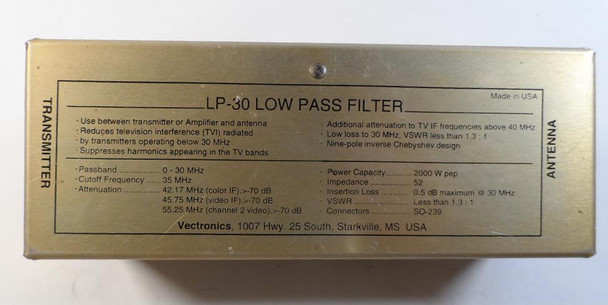 Made in USA
LP-30 LOW PASS FILTER
TRANSMITTER
· Use between transmitter or Amplifier and antenna
· Reduces television interference (TVI) radiated
· by transmitters operating below 30 MHz
· Suppresses harmonics appearing in the TV bands
· Additional attenuation to TV IF frequencies above 40 MHz
· Low loss to 30 MHz, VSWR less than 1.3 : 1
· Nine-pole inverse Chebyshev design
ANTENNA
· Passband .................... 0 - 30 MHz
· Cutoff Frequency ...... 35 MHz
· Attenuation ............... 42.17 MHz (color IF).>-70 dB
45.75 MHz (video IF).>-70 dB
55.25 MHz (channel 2 video).>-70 dB
· Power Capacity .......... 2000 W pep
· Impedance ................ 52
· Insertion Loss ............ 0.5 dB maximum @ 30 MHz
· VSWR ........................ Less than 1.3 : 1
· Connectors ................ SO-239
Vectronics, 1007 Hwy. 25 South, Starkville, MS USA